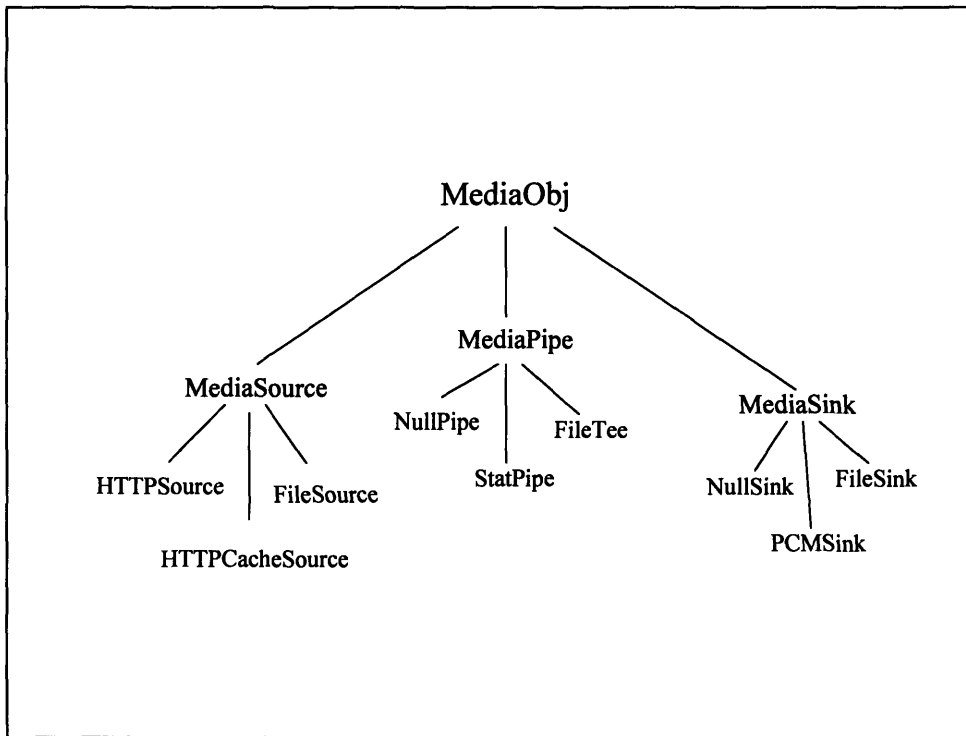 MediaObj
MediaPipe
MediaSource
MediaSink
NullPipe
FileTee
StatPipe
HTTPSource
FileSource
HTTPCacheSource
NullSink
FileSink
PCMSink